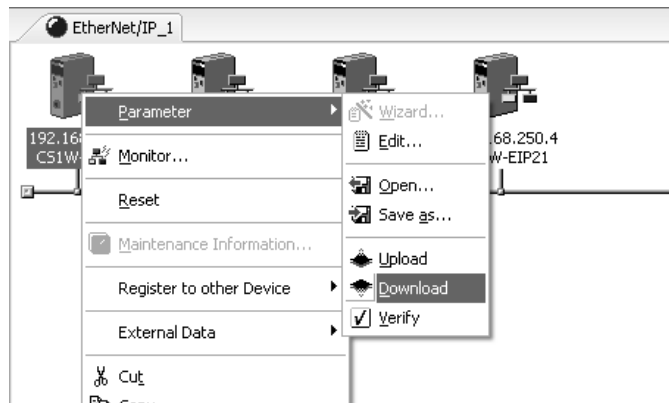 EtherNet/IP_1
192.16
CS1W-
.68.250.4
W-EIP21
Parameter
Monitor...
Reset
Maintenance Information...
Register to other Device
External Data
Cut
Copy
Wizard...
Edit...
Open...
Save as...
Upload
Download
Verify